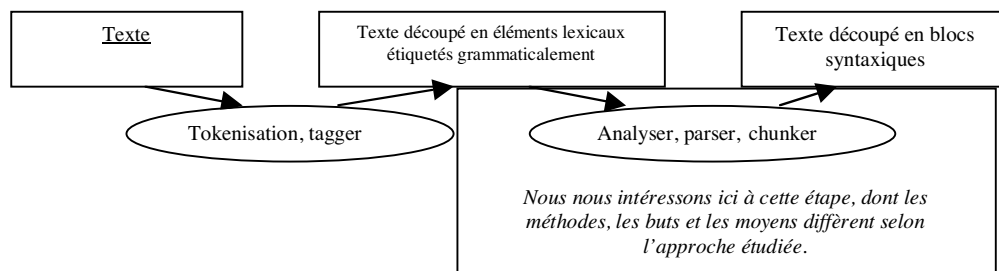 Texte
Texte découpé en éléments lexicaux
étiquetés grammaticalement
Texte découpé en blocs
syntaxiques
Tokenisation, tagger
Analyser, parser, chunker
Nous nous intéressons ici à cette étape, dont les
méthodes, les buts et les moyens diffèrent selon
l’approche étudiée.